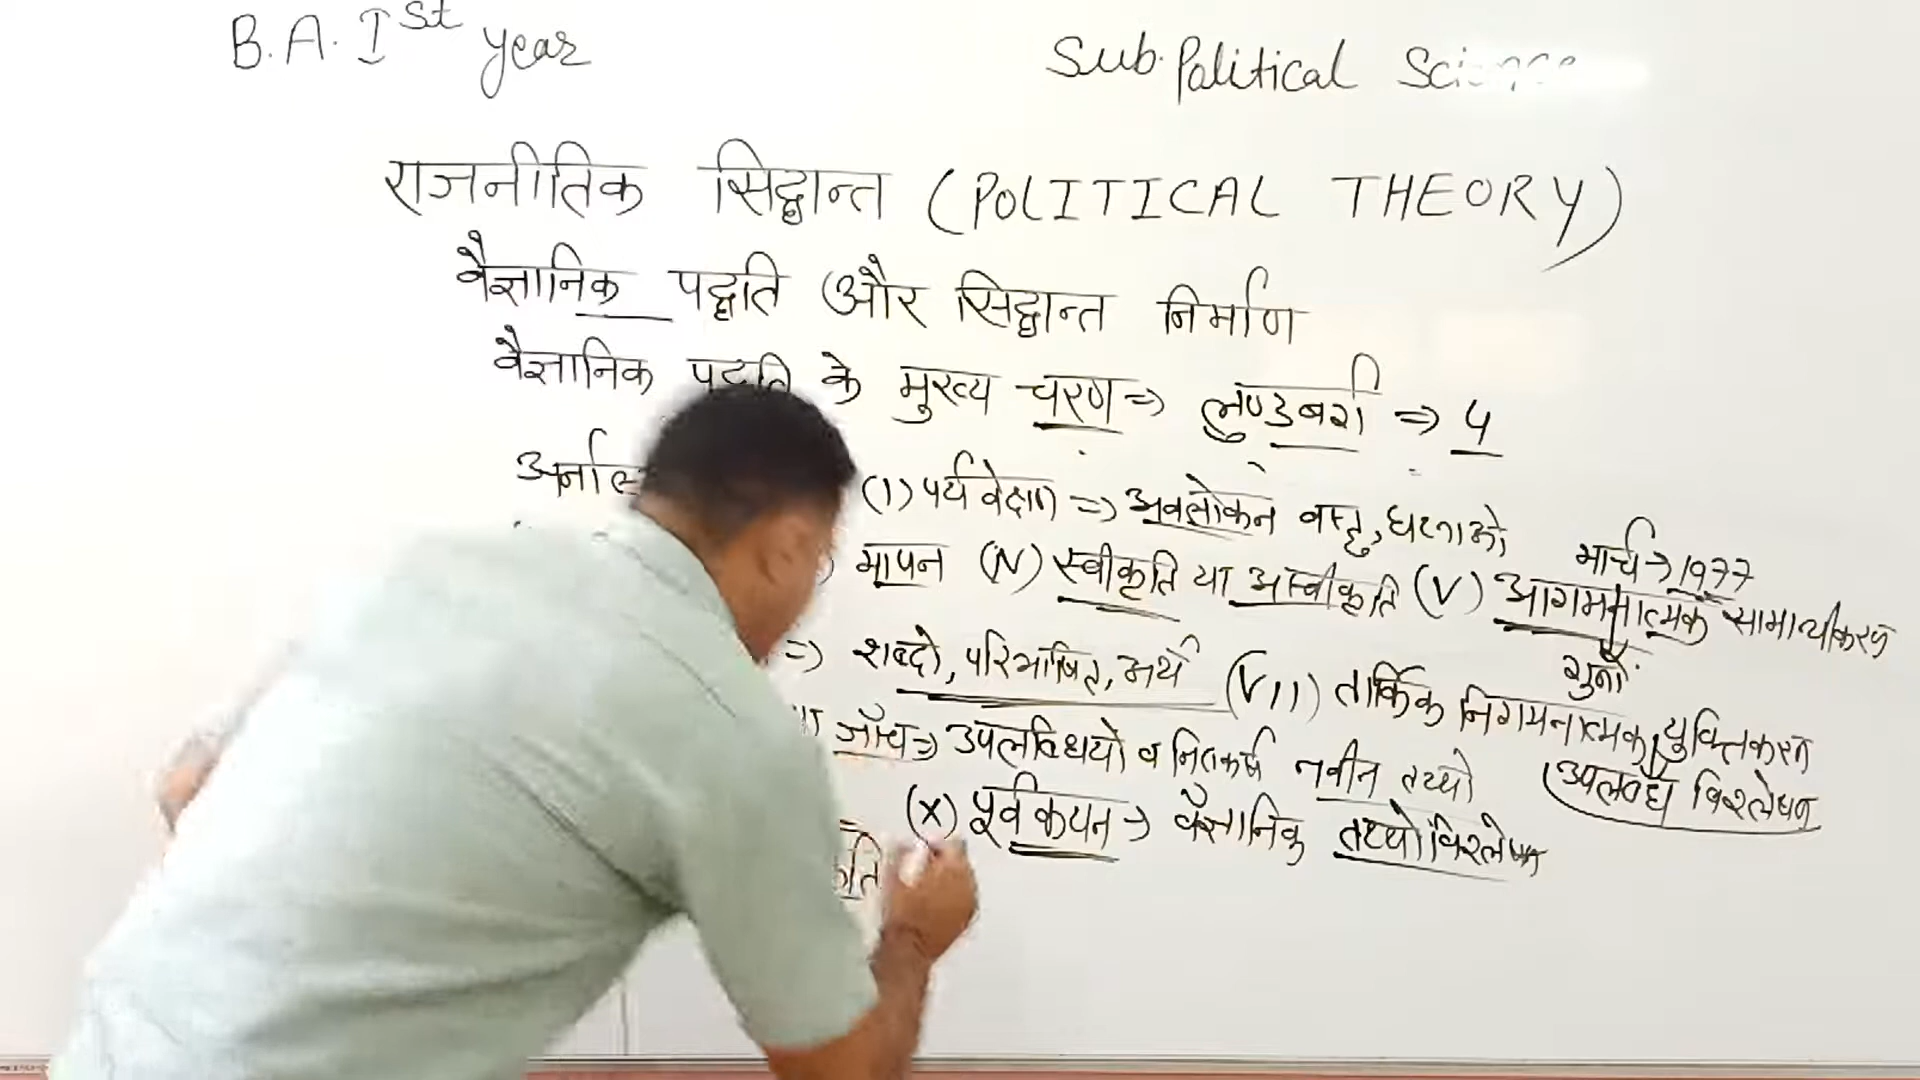 B.A. Ist year Sub. Political Science
राजनीतिक सिद्धान्त (POLITICAL THEORY)
वैज्ञानिक पद्धति और सिद्धान्त निर्माण
वैज्ञानिक पद्धति के मुख्य चरण => लुण्डबर्ग => 4
(1) पर्यवेक्षण => अवलोकन वस्तु, घटनाओं
मार्च → 1977
मापन (IV) स्वीकृति या अस्वीकृति (V) आगमनात्मक सामान्यीकरण
चुनाव
=> शब्दो, परिभाषित, अर्थ (VII) तार्किक निगमनात्मक युक्तिकरण
जाँच => उपलब्धियो व निष्कर्ष नवीन तथ्यो
उपलब्ध विश्लेषण
(X) पूर्व कथन → वैज्ञानिक तथ्यो विश्लेषण